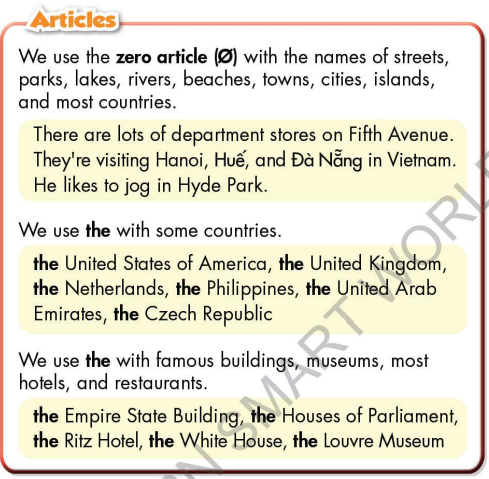 Articles
We use the zero article (Ø) with the names of streets,
parks, lakes, rivers, beaches, towns, cities, islands,
and most countries.
There are lots of department stores on Fifth Avenue.
They're visiting Hanoi, Huế, and Đà Nẵng in Vietnam.
He likes to jog in Hyde Park.
We use the with some countries.
the United States of America, the United Kingdom,
the Netherlands, the Philippines, the United Arab
Emirates, the Czech Republic
We use the with famous buildings, museums, most
hotels, and restaurants.
the Empire State Building, the Houses of Parliament,
the Ritz Hotel, the White House, the Louvre Museum
SMART WORL